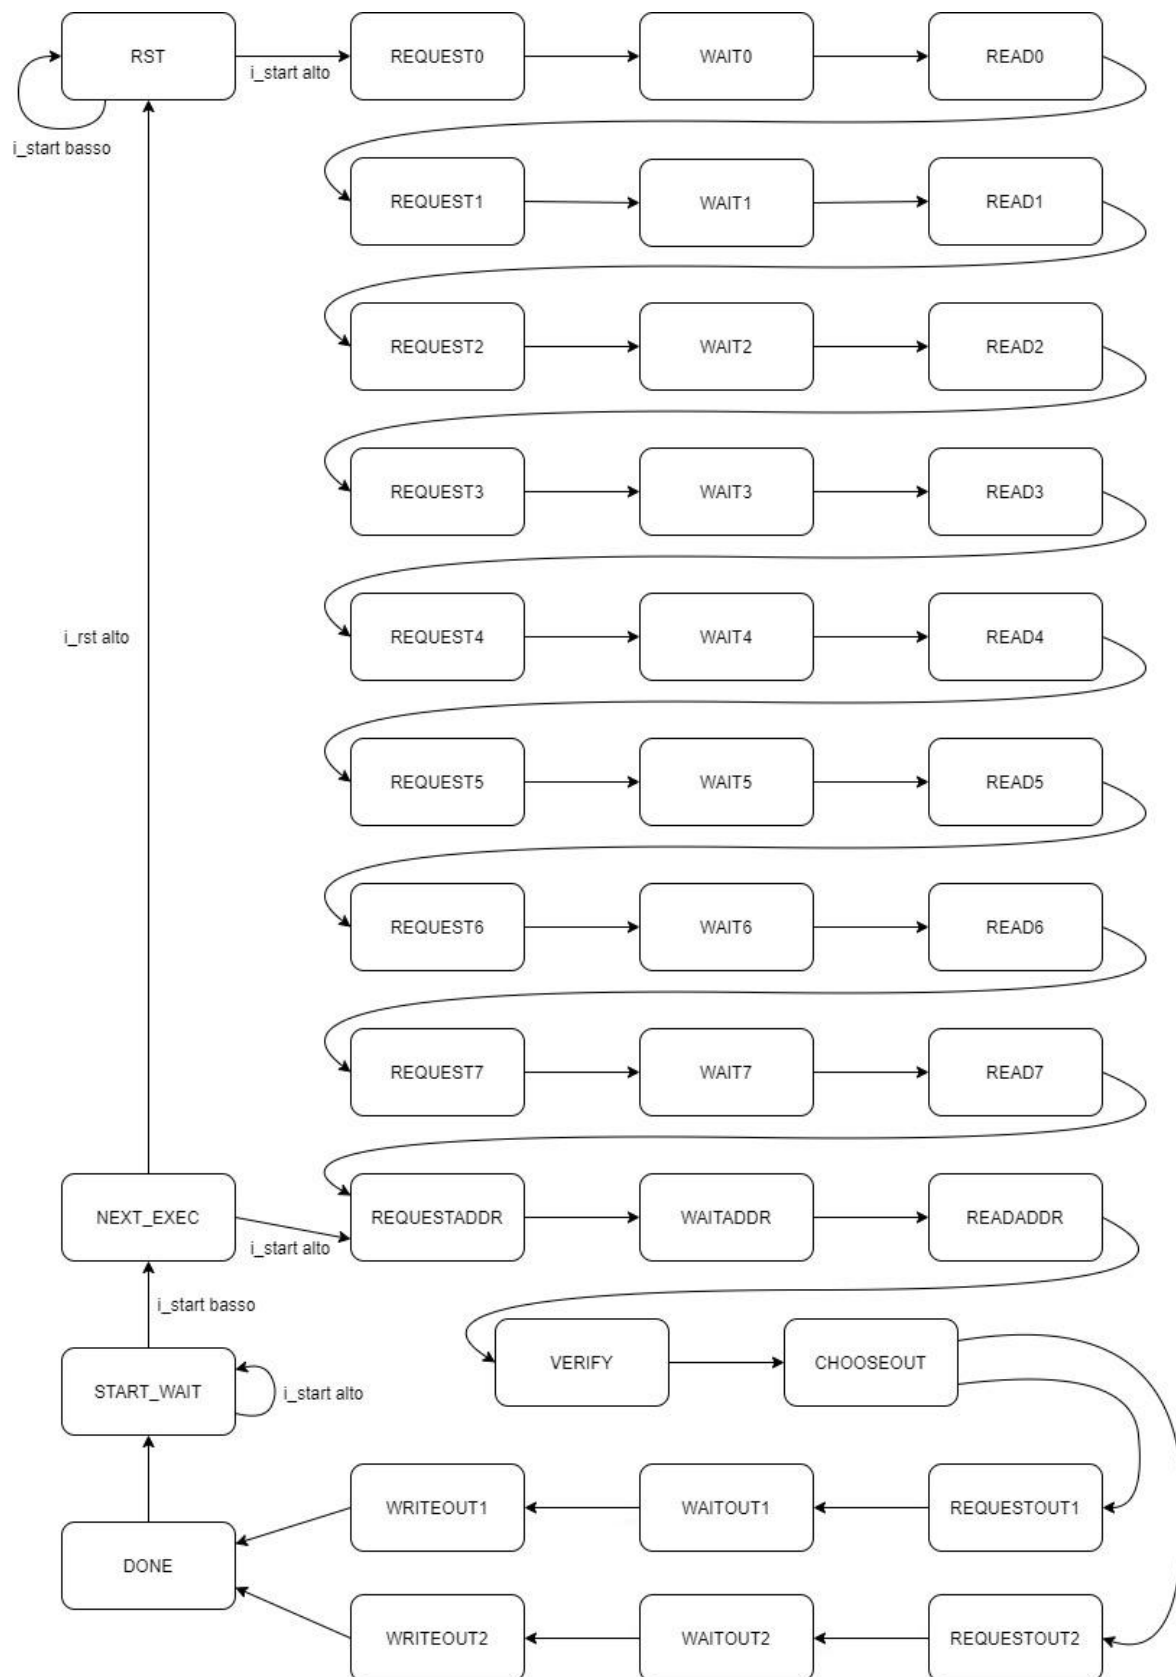 RST
i_start alto
REQUEST0
WAIT0
READ0
i_start basso
REQUEST1
WAIT1
READ1
REQUEST2
WAIT2
READ2
REQUEST3
WAIT3
READ3
i_rst alto
REQUEST4
WAIT4
READ4
REQUEST5
WAIT5
READ5
REQUEST6
WAIT6
READ6
REQUEST7
WAIT7
READ7
NEXT_EXEC
i_start alto
REQUESTADDR
WAITADDR
READADDR
i_start basso
VERIFY
CHOOSEOUT
START_WAIT
i_start alto
WRITEOUT1
WAITOUT1
REQUESTOUT1
DONE
WRITEOUT2
WAITOUT2
REQUESTOUT2